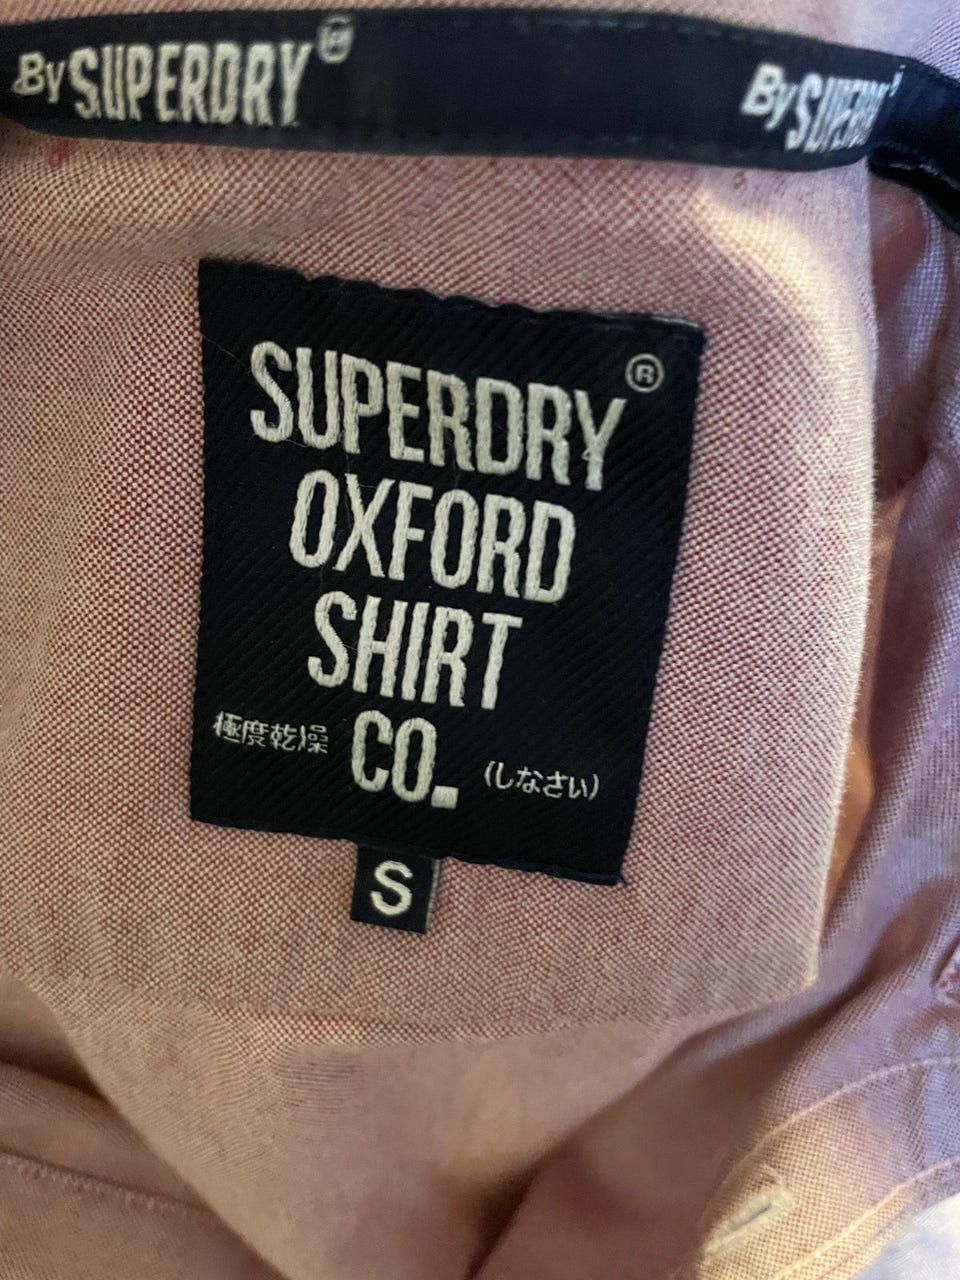 By SUPERDRY®
By SUPERDRY
SUPERDRY®
OXFORD
SHIRT
CO.
極度乾燥
(しなさい)
S